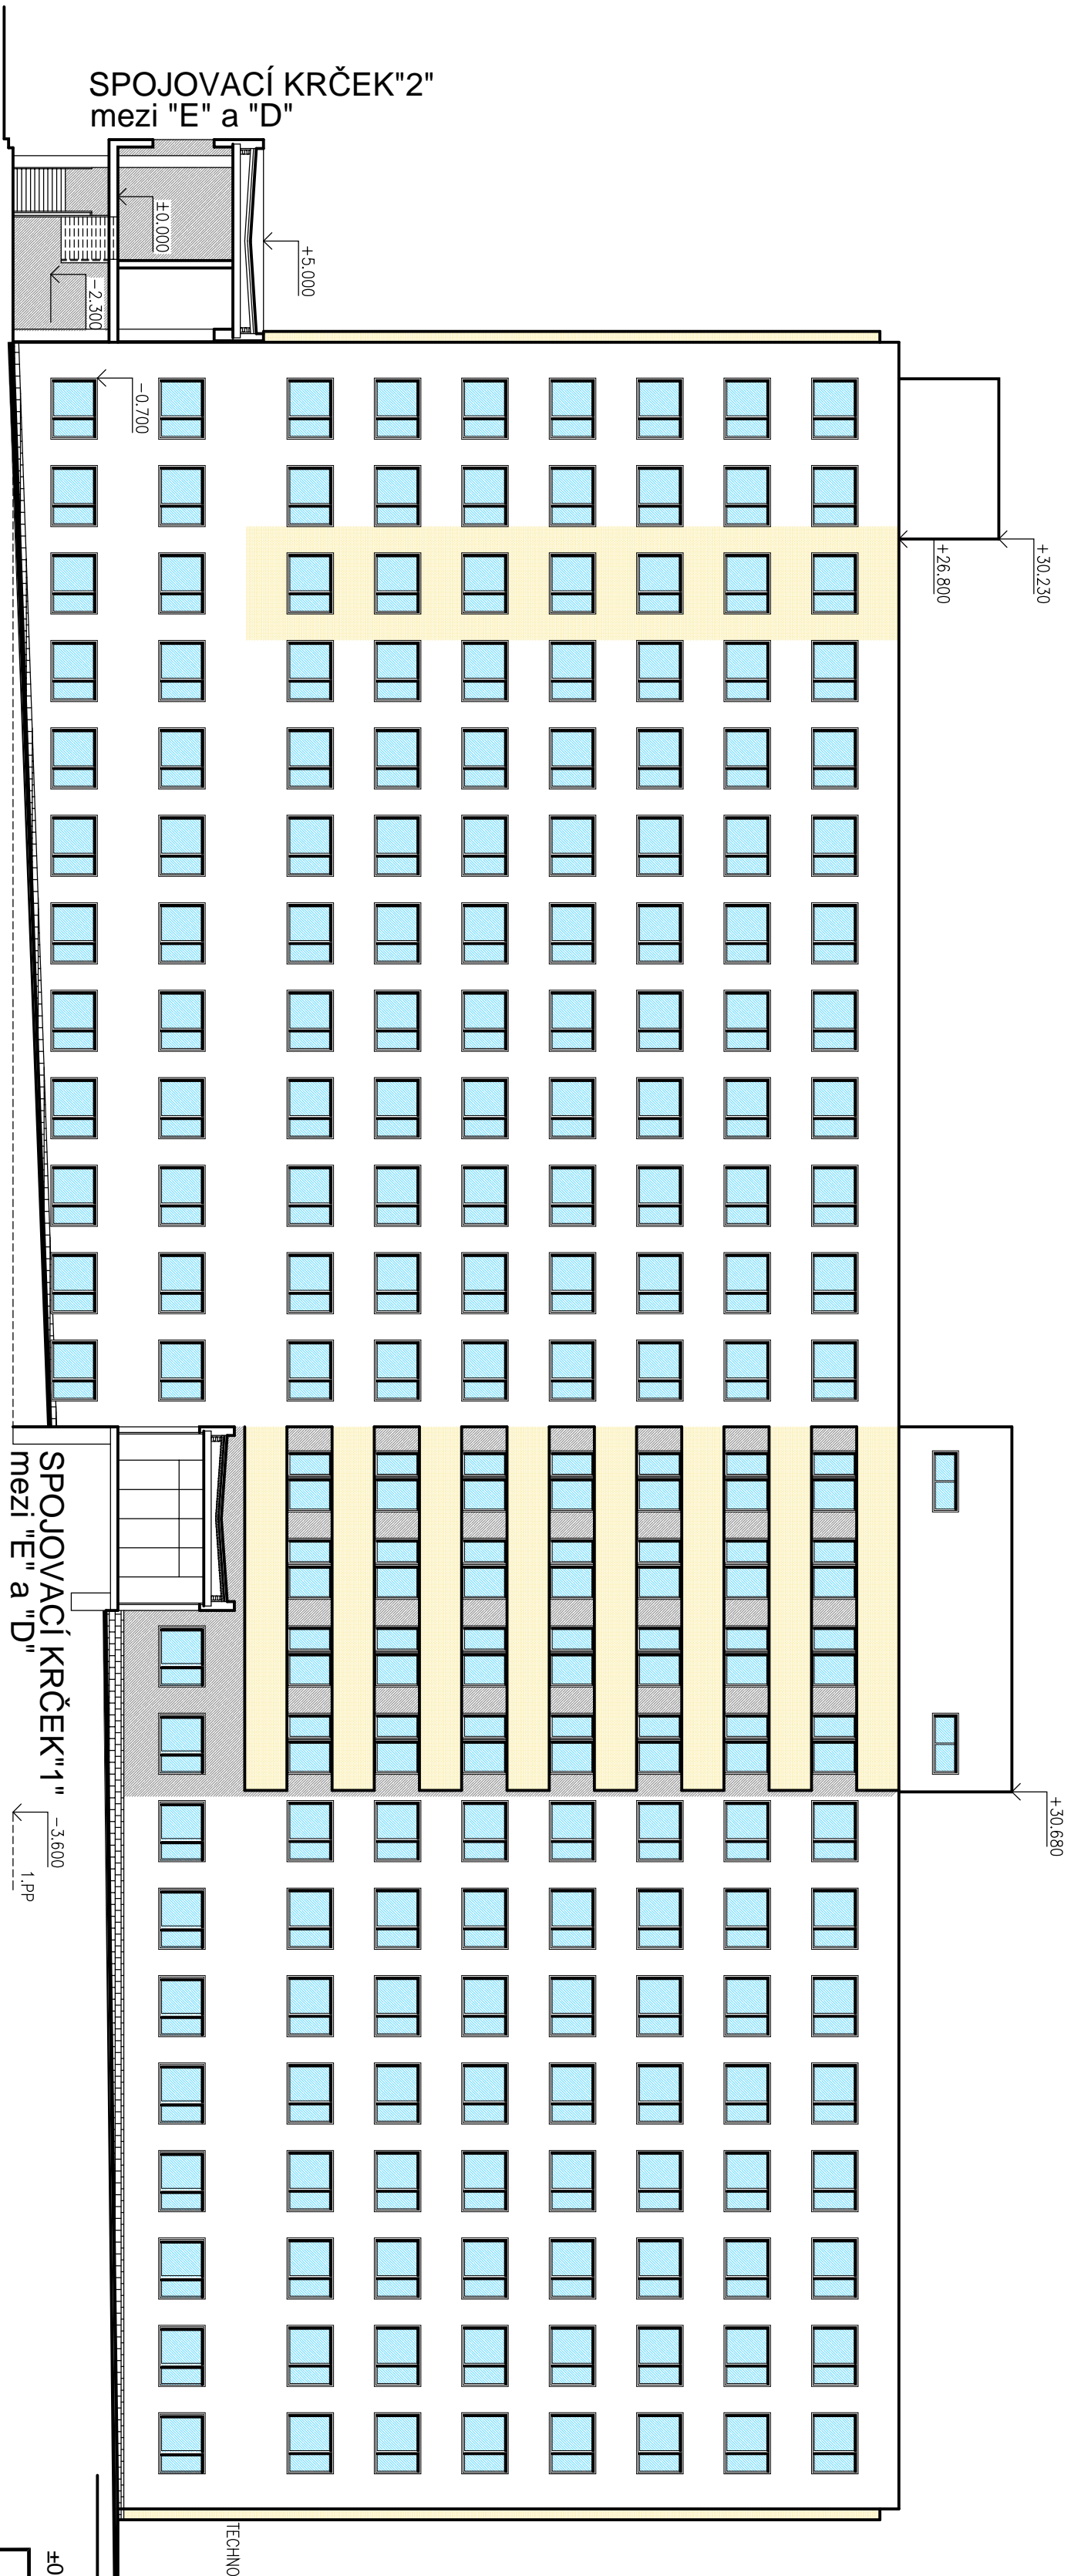 SPOJOVACÍ KRČEK"2"
mezi "E" a "D"
±0.000
+5.000
-2.300
-0.700
+30.230
+26.800
SPOJOVACÍ KRČEK"1"
mezi "E" a "D"
-3.600
1.PP
+30.680
TECHNO
±0